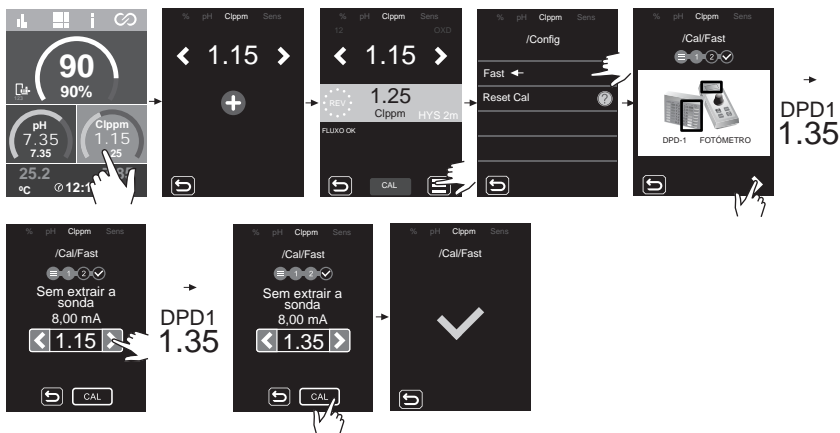 90
90%
pH
7.35
7.35
Clppm
1.15
25
25.2
ºC
12:1
% pH Clppm Sens
1.15
% pH Clppm Sens
12 OXD
1.15
REV
1.25
Clppm
HYS 2m
FLUXO OK
CAL
% pH Clppm Sens
/Config
Fast
Reset Cal ?
% pH Clppm Sens
/Cal/Fast
1 2
DPD-1 FOTÓMETRO
DPD1
1.35
% pH Clppm Sens
/Cal/Fast
1 2
Sem extrair a
sonda
8,00 mA
1.15
CAL
DPD1
1.35
% pH Clppm Sens
/Cal/Fast
1 2
Sem extrair a
sonda
8,00 mA
1.35
CAL
% pH Clppm Sens
/Cal/Fast